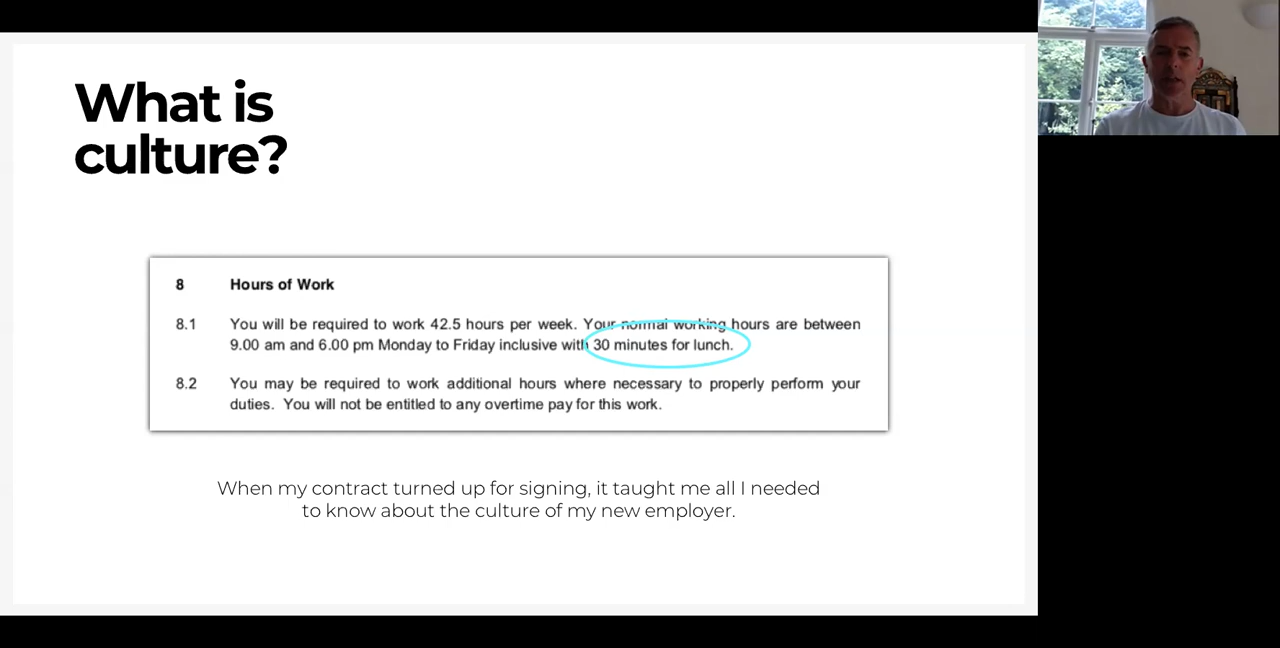 What is
culture?
8 Hours of Work
8.1 You will be required to work 42.5 hours per week. Your normal working hours are between
9.00 am and 6.00 pm Monday to Friday inclusive with 30 minutes for lunch.
8.2 You may be required to work additional hours where necessary to properly perform your
duties. You will not be entitled to any overtime pay for this work.
When my contract turned up for signing, it taught me all I needed
to know about the culture of my new employer.